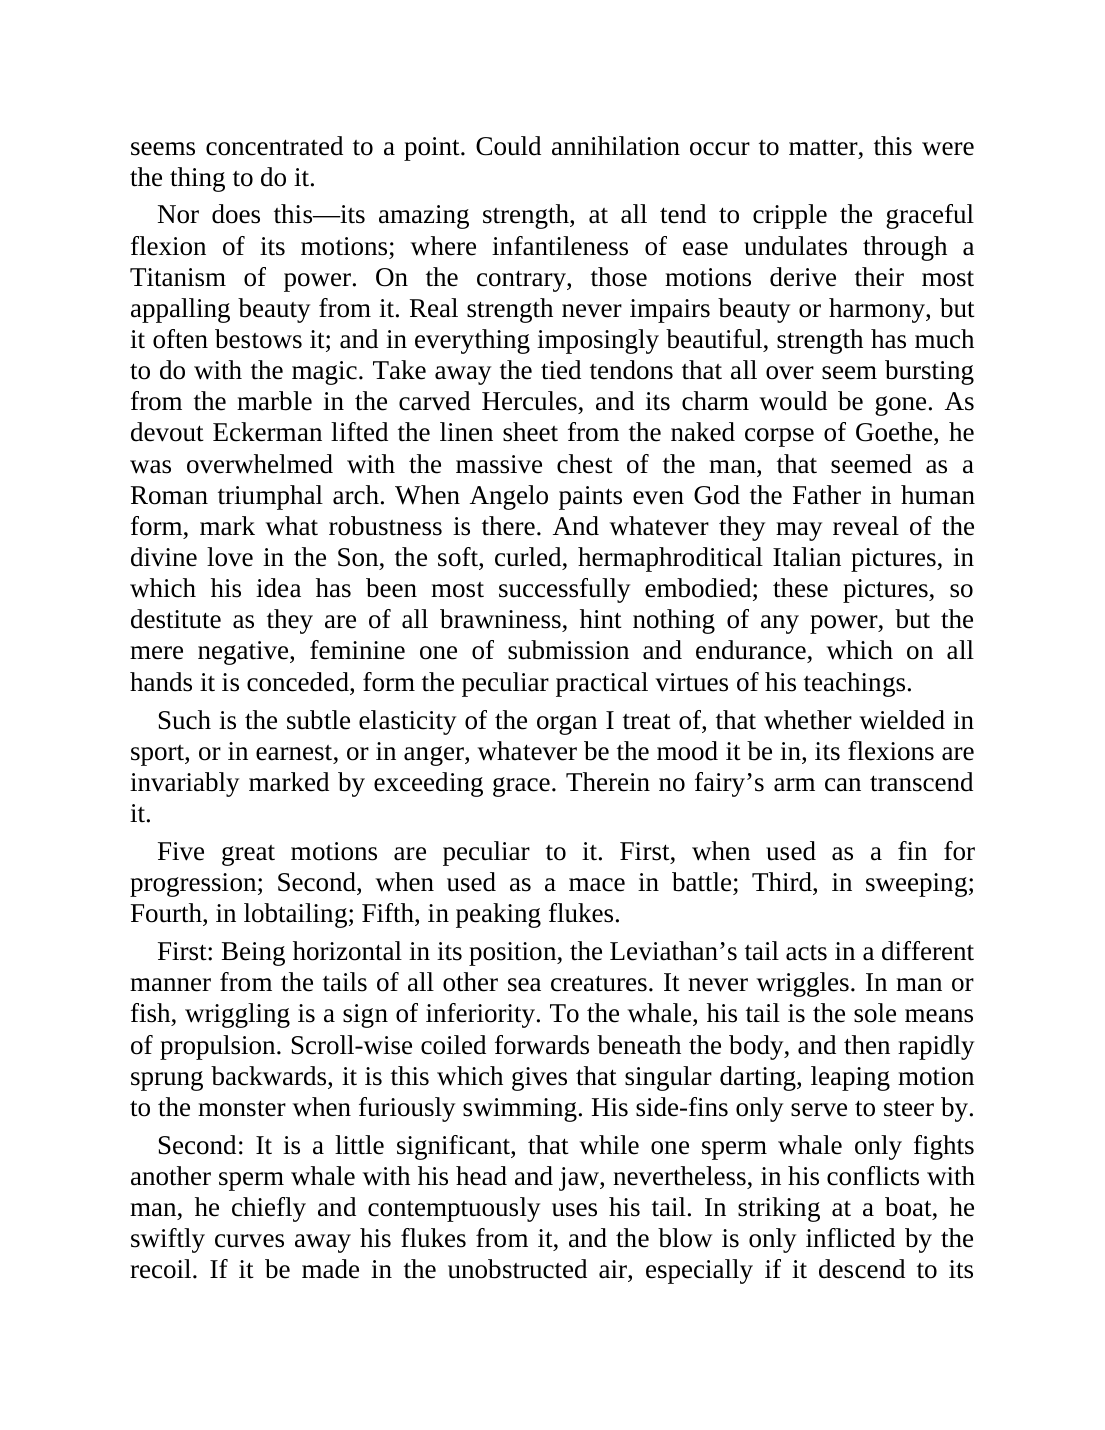 seems concentrated to a point. Could annihilation occur to matter, this were
the thing to do it.
Nor does this—its amazing strength, at all tend to cripple the graceful
flexion of its motions; where infantileness of ease undulates through a
Titanism of power. On the contrary, those motions derive their most
appalling beauty from it. Real strength never impairs beauty or harmony, but
it often bestows it; and in everything imposingly beautiful, strength has much
to do with the magic. Take away the tied tendons that all over seem bursting
from the marble in the carved Hercules, and its charm would be gone. As
devout Eckerman lifted the linen sheet from the naked corpse of Goethe, he
was overwhelmed with the massive chest of the man, that seemed as a
Roman triumphal arch. When Angelo paints even God the Father in human
form, mark what robustness is there. And whatever they may reveal of the
divine love in the Son, the soft, curled, hermaphroditical Italian pictures, in
which his idea has been most successfully embodied; these pictures, so
destitute as they are of all brawniness, hint nothing of any power, but the
mere negative, feminine one of submission and endurance, which on all
hands it is conceded, form the peculiar practical virtues of his teachings.
Such is the subtle elasticity of the organ I treat of, that whether wielded in
sport, or in earnest, or in anger, whatever be the mood it be in, its flexions are
invariably marked by exceeding grace. Therein no fairy’s arm can transcend
it.
Five great motions are peculiar to it. First, when used as a fin for
progression; Second, when used as a mace in battle; Third, in sweeping;
Fourth, in lobtailing; Fifth, in peaking flukes.
First: Being horizontal in its position, the Leviathan’s tail acts in a different
manner from the tails of all other sea creatures. It never wriggles. In man or
fish, wriggling is a sign of inferiority. To the whale, his tail is the sole means
of propulsion. Scroll-wise coiled forwards beneath the body, and then rapidly
sprung backwards, it is this which gives that singular darting, leaping motion
to the monster when furiously swimming. His side-fins only serve to steer by.
Second: It is a little significant, that while one sperm whale only fights
another sperm whale with his head and jaw, nevertheless, in his conflicts with
man, he chiefly and contemptuously uses his tail. In striking at a boat, he
swiftly curves away his flukes from it, and the blow is only inflicted by the
recoil. If it be made in the unobstructed air, especially if it descend to its